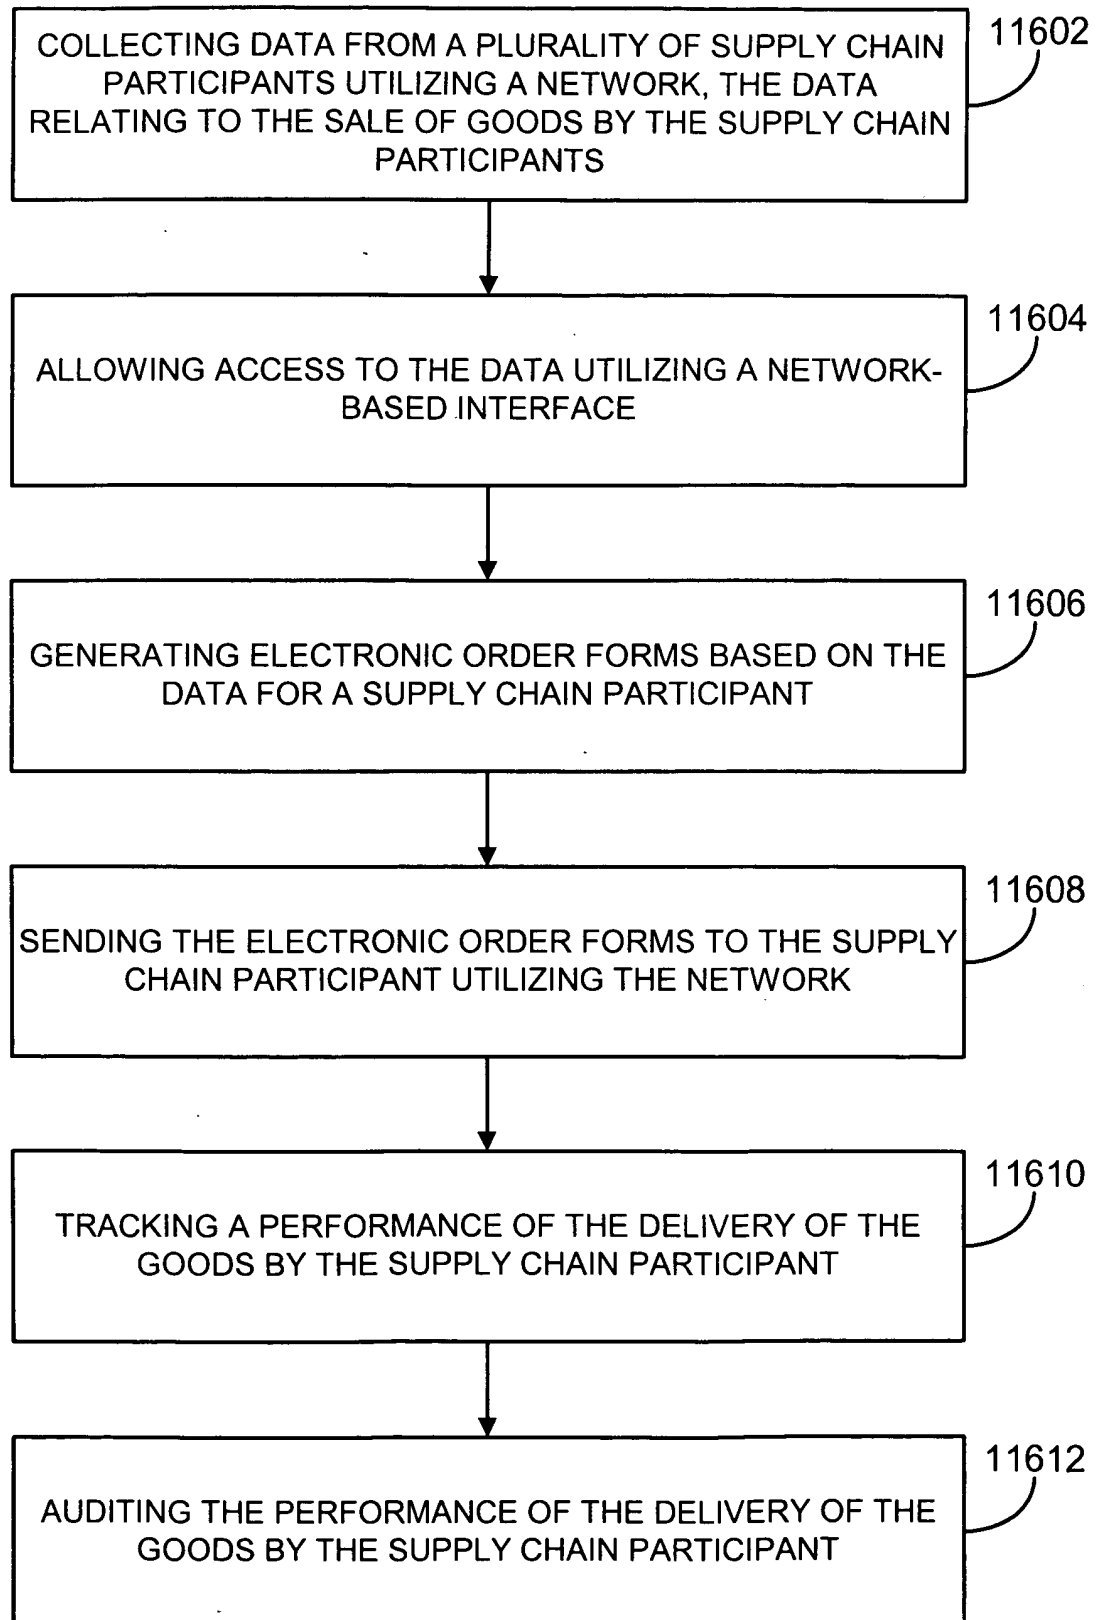 11602
COLLECTING DATA FROM A PLURALITY OF SUPPLY CHAIN
PARTICIPANTS UTILIZING A NETWORK, THE DATA
RELATING TO THE SALE OF GOODS BY THE SUPPLY CHAIN
PARTICIPANTS
11604
ALLOWING ACCESS TO THE DATA UTILIZING A NETWORK-
BASED INTERFACE
11606
GENERATING ELECTRONIC ORDER FORMS BASED ON THE
DATA FOR A SUPPLY CHAIN PARTICIPANT
11608
SENDING THE ELECTRONIC ORDER FORMS TO THE SUPPLY
CHAIN PARTICIPANT UTILIZING THE NETWORK
11610
TRACKING A PERFORMANCE OF THE DELIVERY OF THE
GOODS BY THE SUPPLY CHAIN PARTICIPANT
11612
AUDITING THE PERFORMANCE OF THE DELIVERY OF THE
GOODS BY THE SUPPLY CHAIN PARTICIPANT